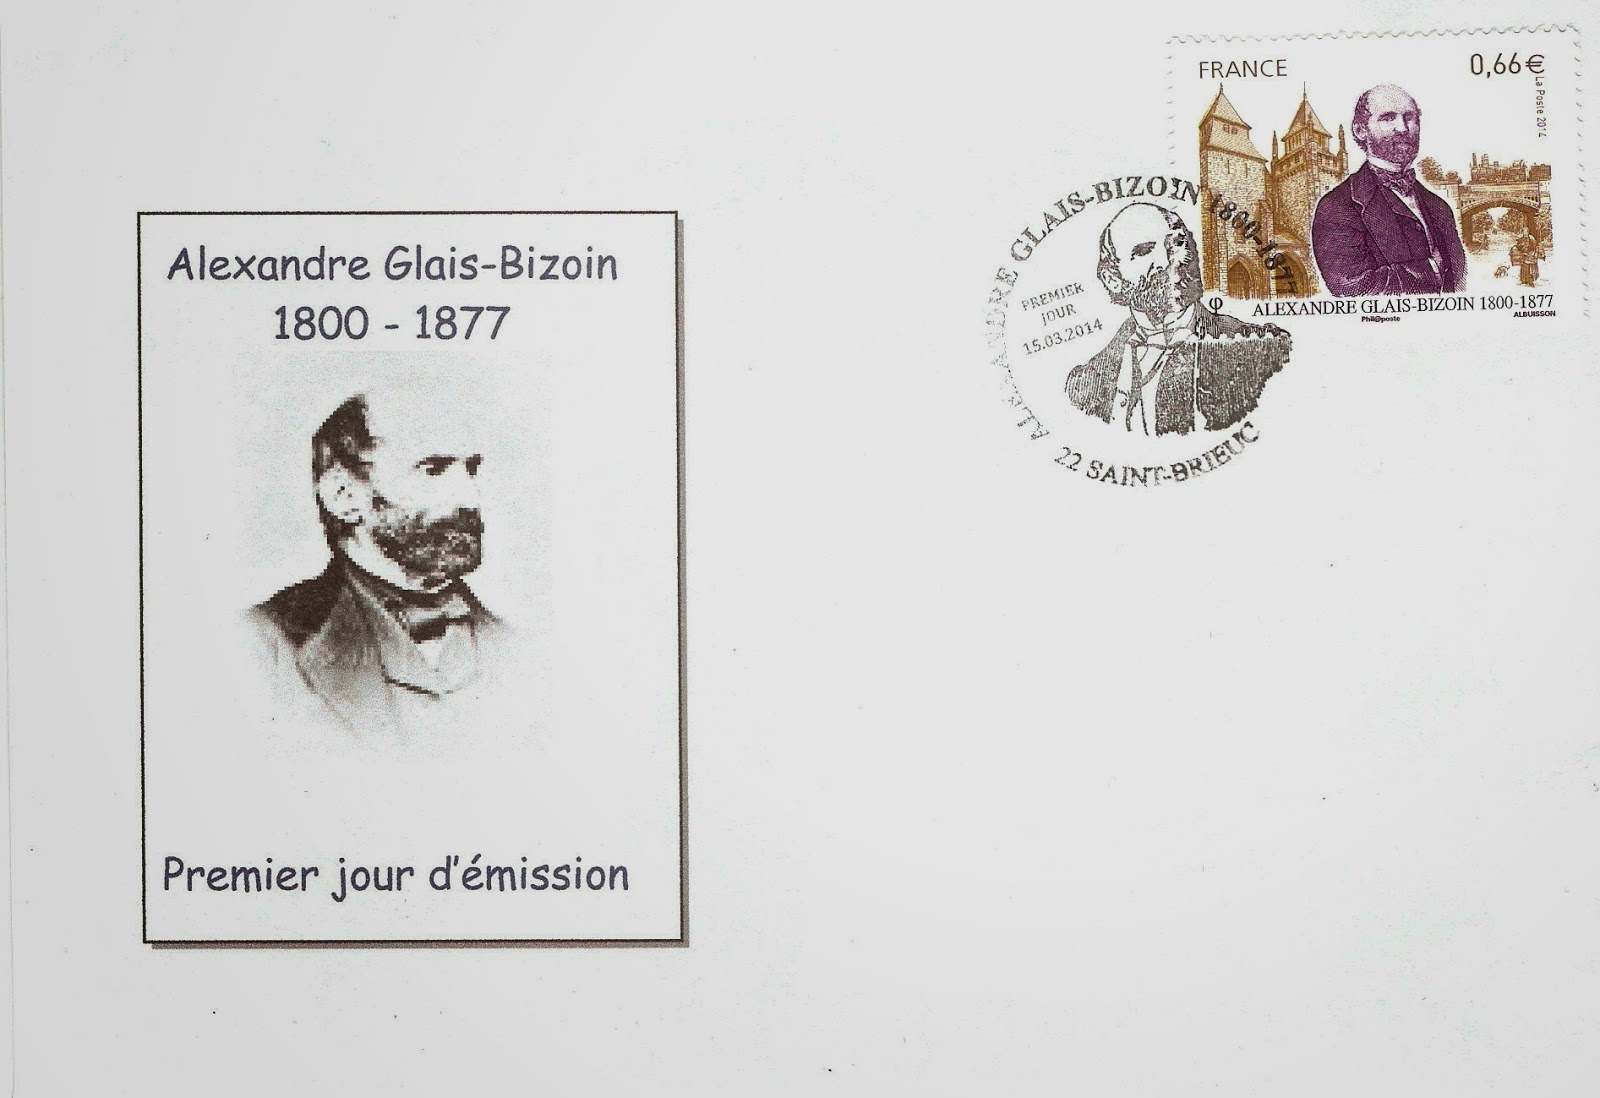 Alexandre Glais-Bizoin
1800 - 1877
Premier jour d'émission
FRANCE
0,66€
La Poste 2014
ALEXANDRE GLAIS-BIZOIN 1800-1877
Phil@poste
ALBUISSON
ALEXANDRE GLAIS-BIZOIN 1800-1877
PREMIER
JOUR
15.03.2014
22 SAINT-BRIEUC